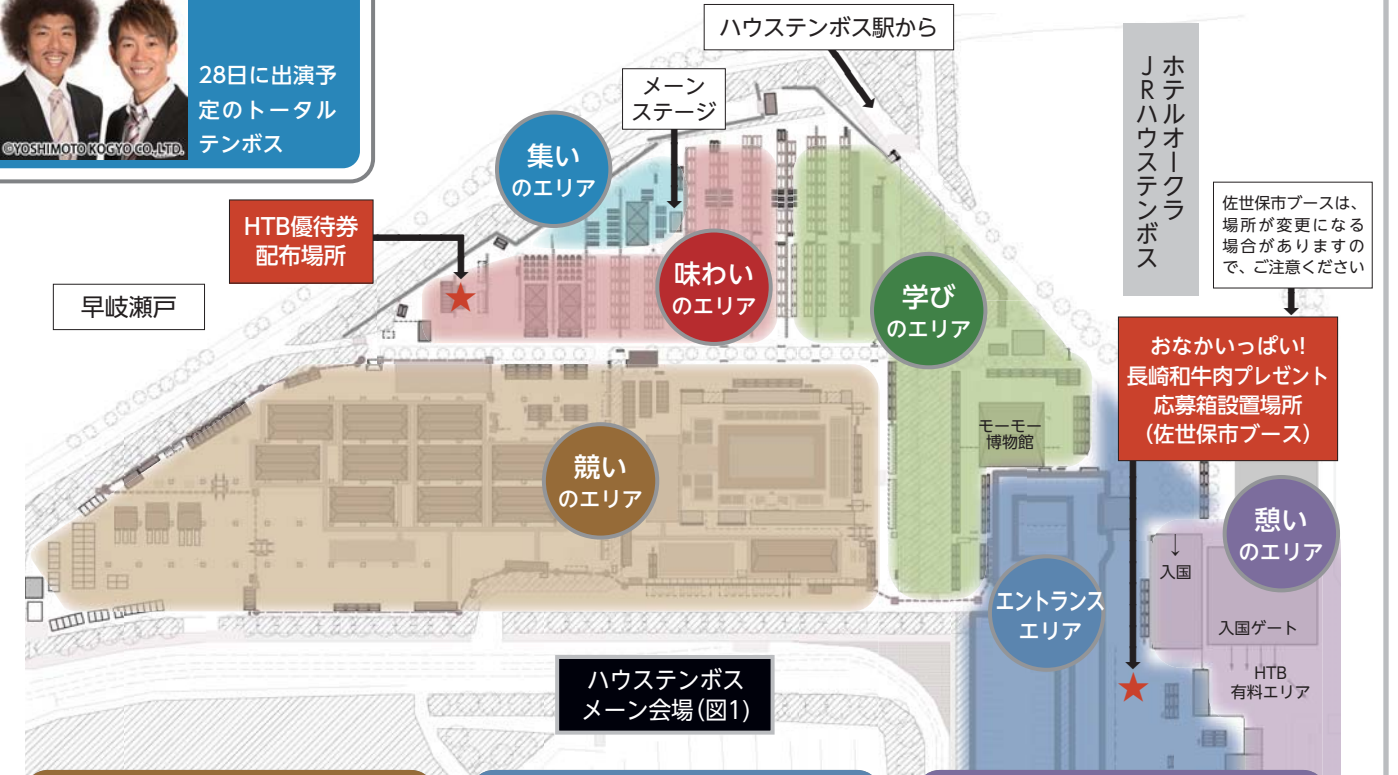 28日に出演予
定のトータル
テンボス
©YOSHIMOTO KOGYO CO.,LTD.
ハウステンボス駅から
メーン
ステージ
集い
のエリア
HTB優待券
配布場所
早岐瀬戸
味わい
のエリア
学び
のエリア
ホテルオークラ
JRハウステンボス
佐世保市ブースは、
場所が変更になる
場合がありますの
で、ご注意ください
おなかいっぱい!
長崎和牛肉プレゼント
応募箱設置場所
(佐世保市ブース)
モーモー
博物館
競い
のエリア
憩い
のエリア
↓
入国
エントランス
エリア
入国ゲート
HTB
有料エリア
ハウステンボス
メーン会場(図1)